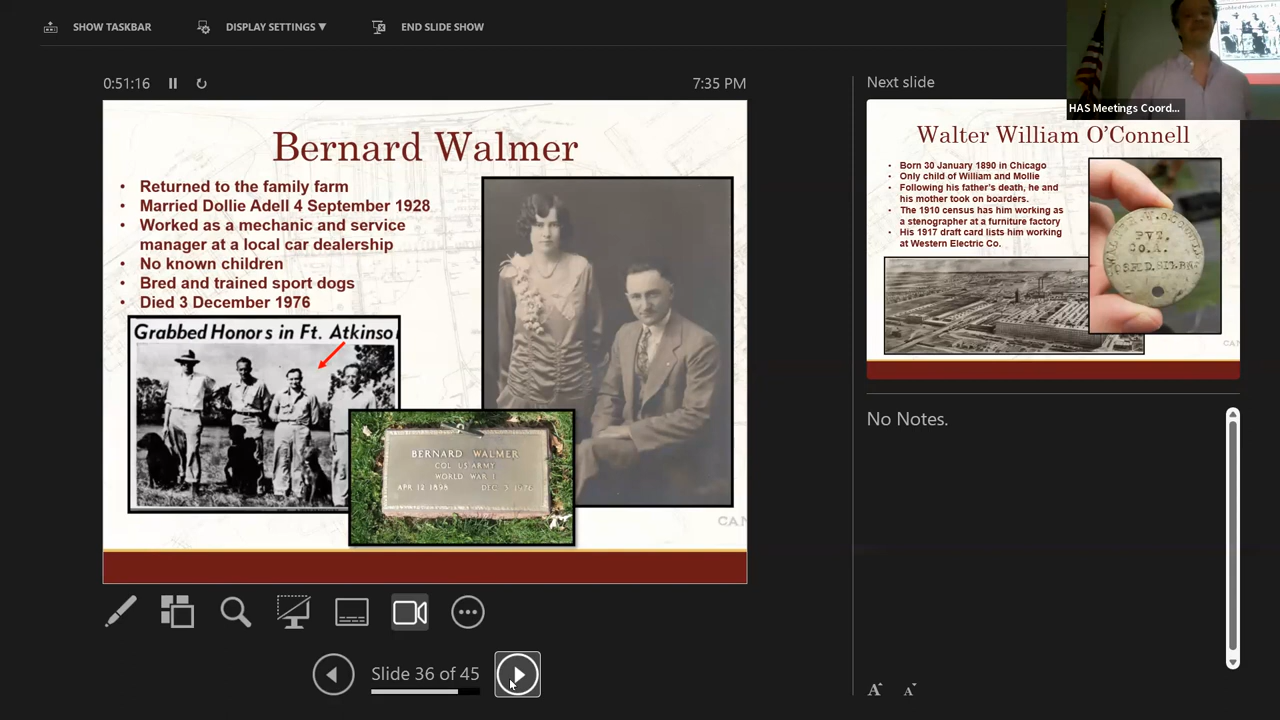 SHOW TASKBAR
DISPLAY SETTINGS ▼
END SLIDE SHOW
0:51:16
7:35 PM
Bernard Walmer
• Returned to the family farm
• Married Dollie Adell 4 September 1928
• Worked as a mechanic and service
manager at a local car dealership
• No known children
• Bred and trained sport dogs
• Died 3 December 1976
Grabbed Honors in Ft. Atkinso
BERNARD WALMER
US ARMY
WORLD WAR I
APR 12 1898 DEC 3 1976
CAN
Slide 36 of 45
Next slide
HAS Meetings Coord...
Walter William O'Connell
• Born 30 January 1890 in Chicago
• Only child of William and Mollie
• Following his father's death, he and
his mother took on boarders.
• The 1910 census has him working as
a stenographer at a furniture factory
• His 1917 draft card lists him working
at Western Electric Co.
PVT.
CO.A.
No Notes.
A
A